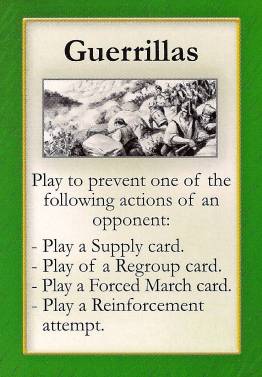 Guerrillas
Play to prevent one of the
following actions of an
opponent:
- Play a Supply card.
- Play of a Regroup card.
- Play a Forced March card.
- Play a Reinforcement
attempt.